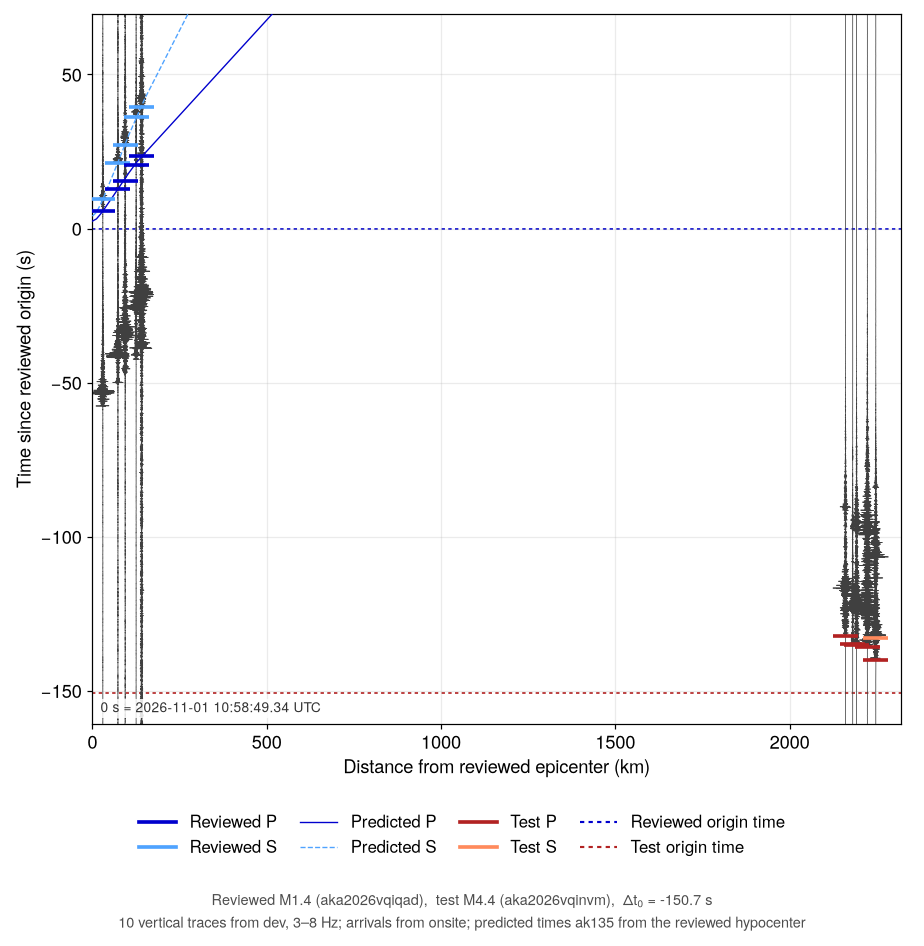 50
0
−50
−100
−150
Time since reviewed origin (s)
0 s = 2026-11-01 10:58:49.34 UTC
0 500 1000 1500 2000
Distance from reviewed epicenter (km)
Reviewed P Predicted P Test P Reviewed origin time
Reviewed S Predicted S Test S Test origin time
Reviewed M1.4 (aka2026vqiqad), test M4.4 (aka2026vqinvm), Δt₀ = -150.7 s
10 vertical traces from dev, 3–8 Hz; arrivals from onsite; predicted times ak135 from the reviewed hypocenter